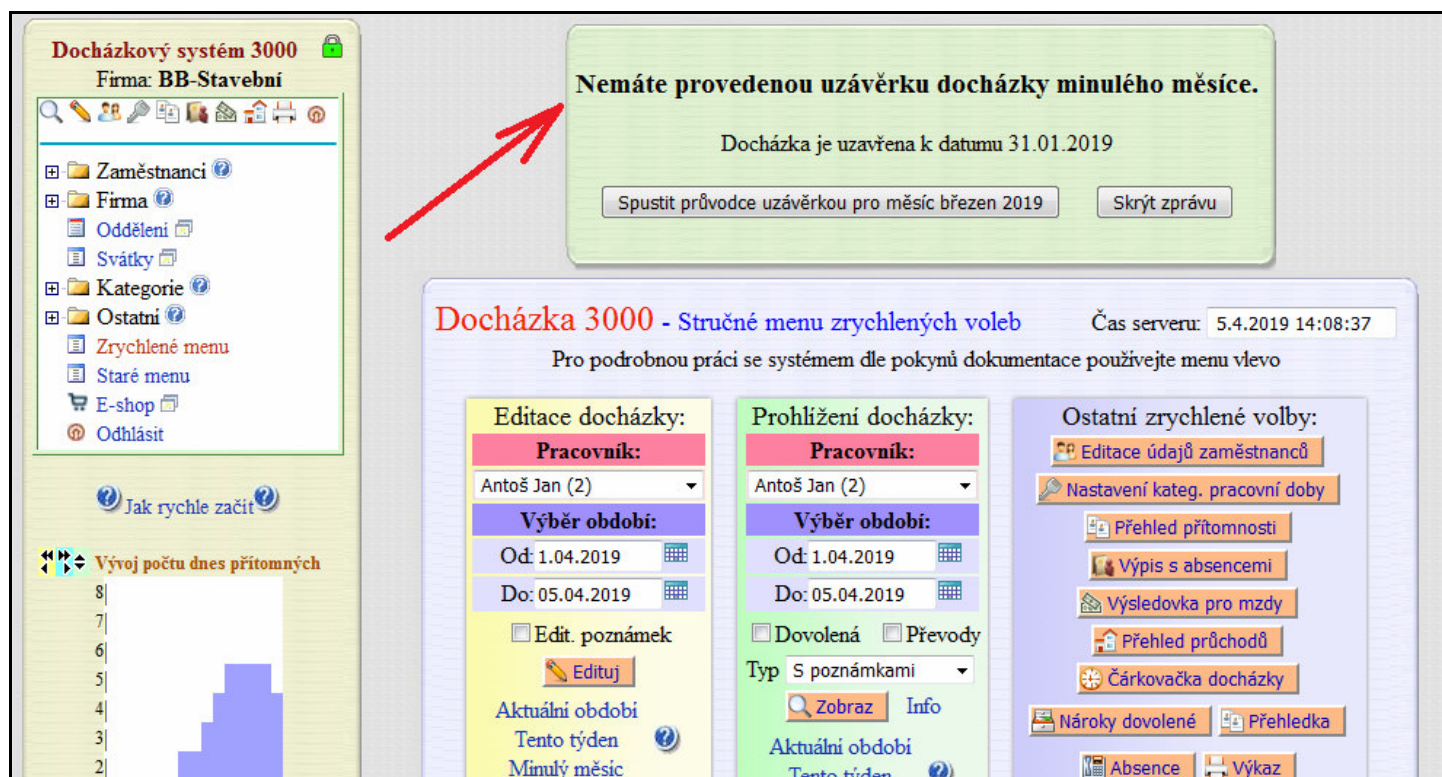 Docházkový systém 3000
Firma: BB-Stavební
Zaměstnanci
Firma
Oddělení
Svátky
Kategorie
Ostatní
Zrychlené menu
Staré menu
E-shop
Odhlásit
Jak rychle začít
Vývoj počtu dnes přítomných
8
7
6
5
4
3
2
Nemáte provedenou uzávěrku docházky minulého měsíce.
Docházka je uzavřena k datumu 31.01.2019
Spustit průvodce uzávěrkou pro měsíc březen 2019 Skrýt zprávu
Docházka 3000 - Stručné menu zrychlených voleb Čas serveru: 5.4.2019 14:08:37
Pro podrobnou práci se systémem dle pokynů dokumentace používejte menu vlevo
Editace docházky:
Pracovník:
Antoš Jan (2)
Výběr období:
Od: 1.04.2019
Do: 05.04.2019
Edit. poznámek
Edituj
Aktuální období
Tento týden
Minulý měsíc
Prohlížení docházky:
Pracovník:
Antoš Jan (2)
Výběr období:
Od: 1.04.2019
Do: 05.04.2019
Dovolená Převody
Typ S poznámkami
Zobraz Info
Aktuální období
Tento týden
Ostatní zrychlené volby:
Editace údajů zaměstnanců
Nastavení kateg. pracovní doby
Přehled přítomnosti
Výpis s absencemi
Výsledovka pro mzdy
Přehled průchodů
Čárkovačka docházky
Nároky dovolené Přehledka
Absence Výkaz